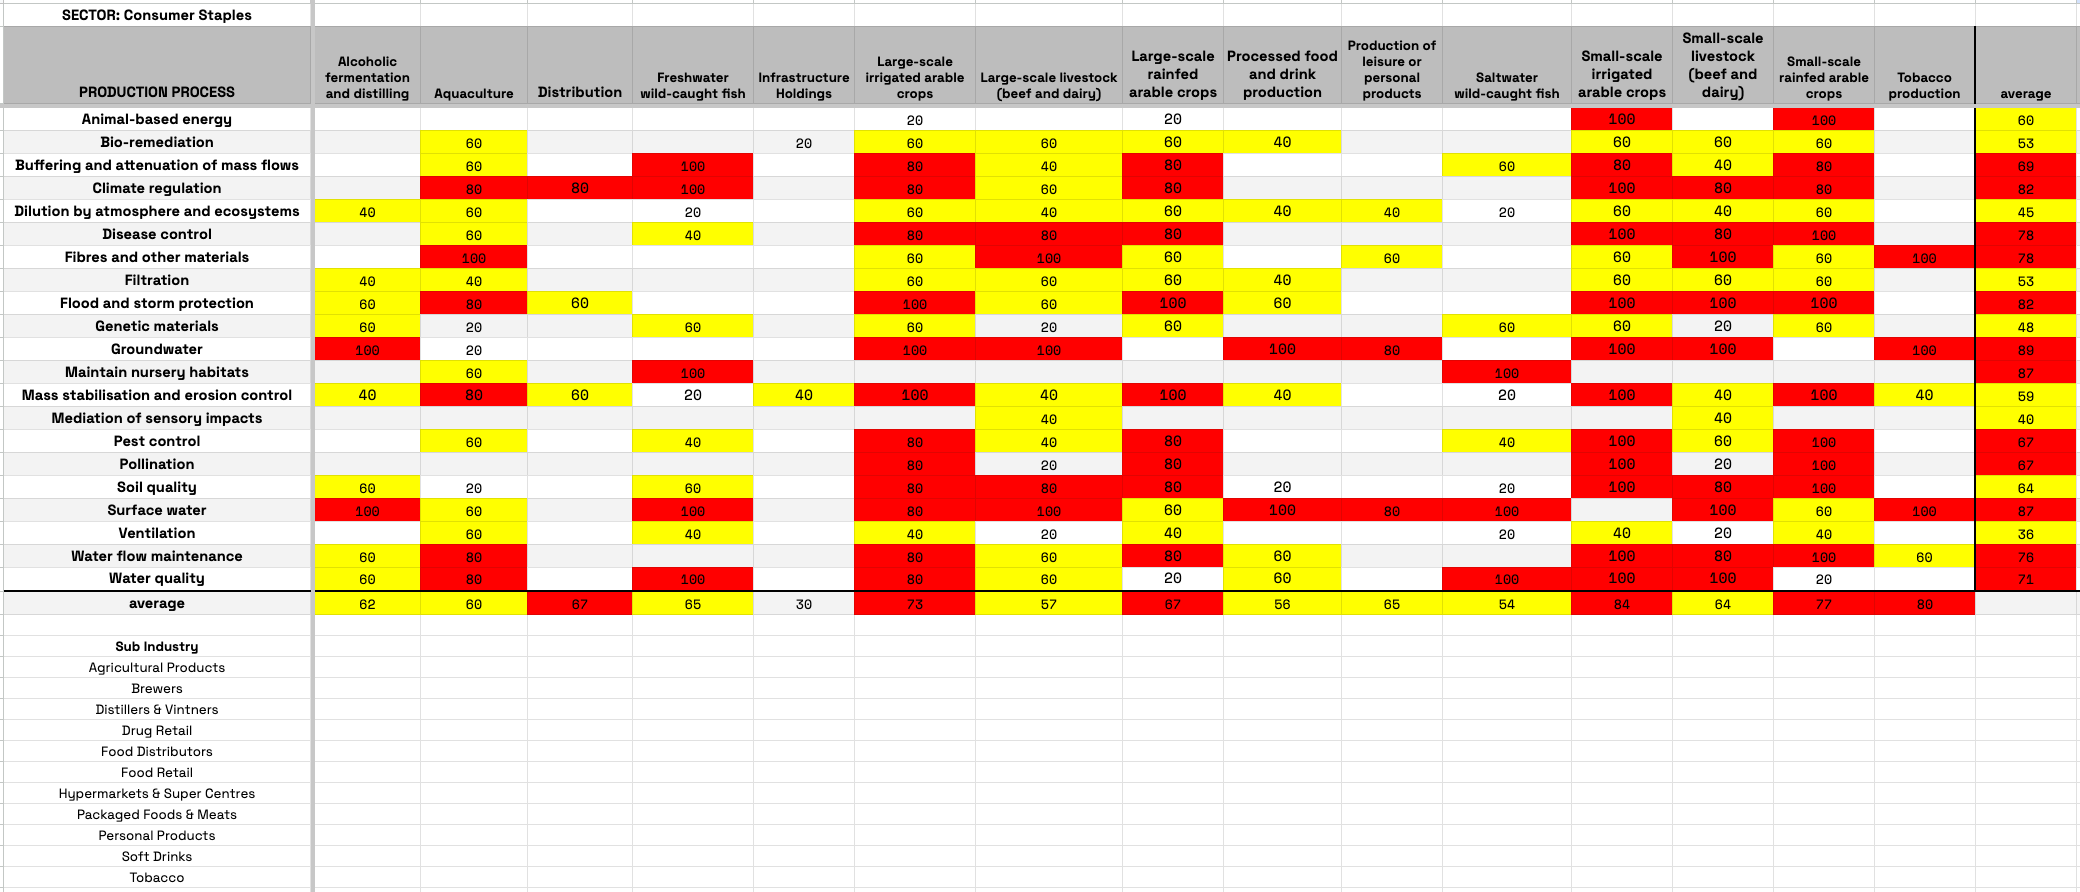 SECTOR: Consumer Staples
PRODUCTION PROCESS Alcoholic fermentation and distilling Aquaculture Distribution Freshwater wild-caught fish Infrastructure Holdings Large-scale irrigated arable crops Large-scale livestock (beef and dairy) Large-scale rainfed arable crops Processed food and drink production Production of leisure or personal products Saltwater wild-caught fish Small-scale irrigated arable crops Small-scale livestock (beef and dairy) Small-scale rainfed arable crops Tobacco production average
Animal-based energy 20 20 100 100 60
Bio-remediation 60 20 60 60 60 40 60 60 60 53
Buffering and attenuation of mass flows 60 100 80 40 80 60 80 40 80 69
Climate regulation 80 80 100 80 60 80 100 80 80 82
Dilution by atmosphere and ecosystems 40 60 20 60 40 60 40 40 20 60 40 60 45
Disease control 60 40 80 80 80 100 80 100 78
Fibres and other materials 100 60 100 60 60 60 100 60 100 78
Filtration 40 40 60 60 60 40 60 60 60 53
Flood and storm protection 60 80 60 100 60 100 60 100 100 100 82
Genetic materials 60 20 60 60 20 60 60 60 20 60 48
Groundwater 100 20 100 100 100 80 100 100 100 89
Maintain nursery habitats 60 100 100 87
Mass stabilisation and erosion control 40 80 60 20 40 100 40 100 40 20 100 40 100 40 59
Mediation of sensory impacts 40 40 40
Pest control 60 40 80 40 80 40 100 60 100 67
Pollination 80 20 80 100 20 100 67
Soil quality 60 20 60 80 80 80 20 20 100 80 100 64
Surface water 100 60 100 80 100 60 100 80 100 100 60 100 87
Ventilation 60 40 40 20 40 20 40 20 40 36
Water flow maintenance 60 80 80 60 80 60 100 80 100 60 76
Water quality 60 80 100 80 60 20 60 100 100 100 20 71
average 62 60 67 65 30 73 57 67 56 65 54 84 64 77 80
Sub Industry
Agricultural Products
Brewers
Distillers & Vintners
Drug Retail
Food Distributors
Food Retail
Hypermarkets & Super Centres
Packaged Foods & Meats
Personal Products
Soft Drinks
Tobacco